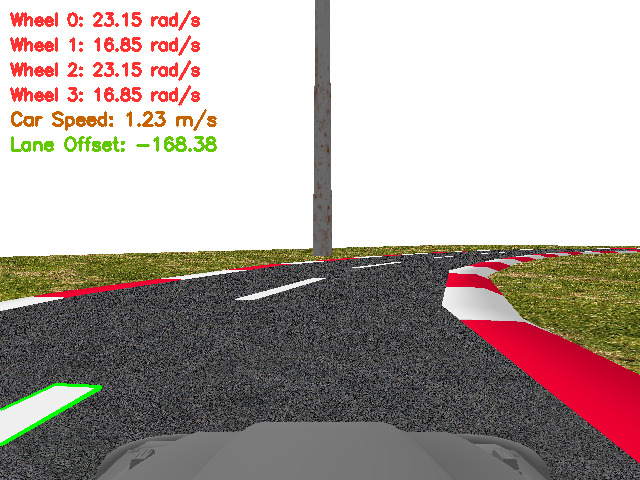 Wheel 0: 23.15 rad/s
Wheel 1: 16.85 rad/s
Wheel 2: 23.15 rad/s
Wheel 3: 16.85 rad/s
Car Speed: 1.23 m/s
Lane Offset: -168.38